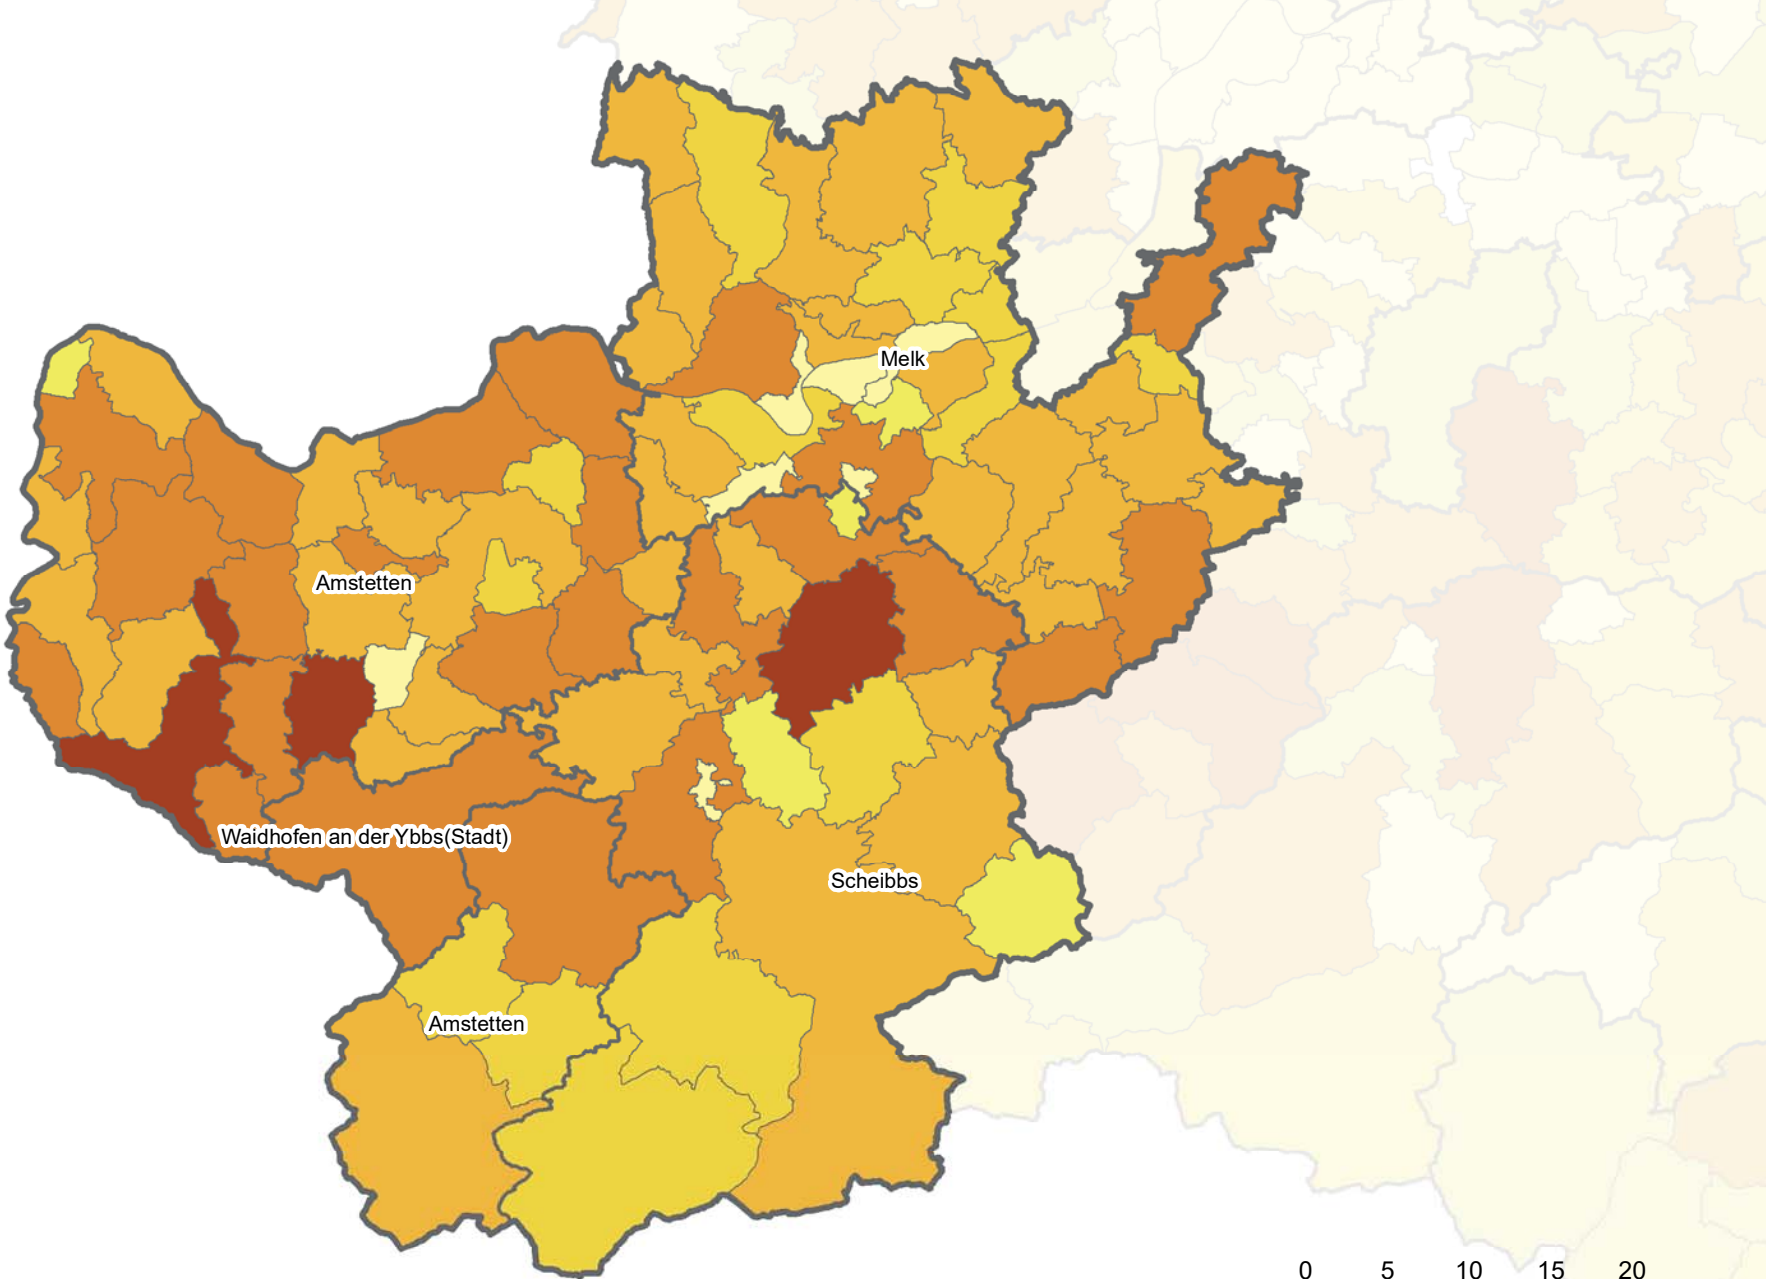 Melk
Amstetten
Waidhofen an der Ybbs(Stadt)
Scheibbs
Amstetten
0 5 10 15 20